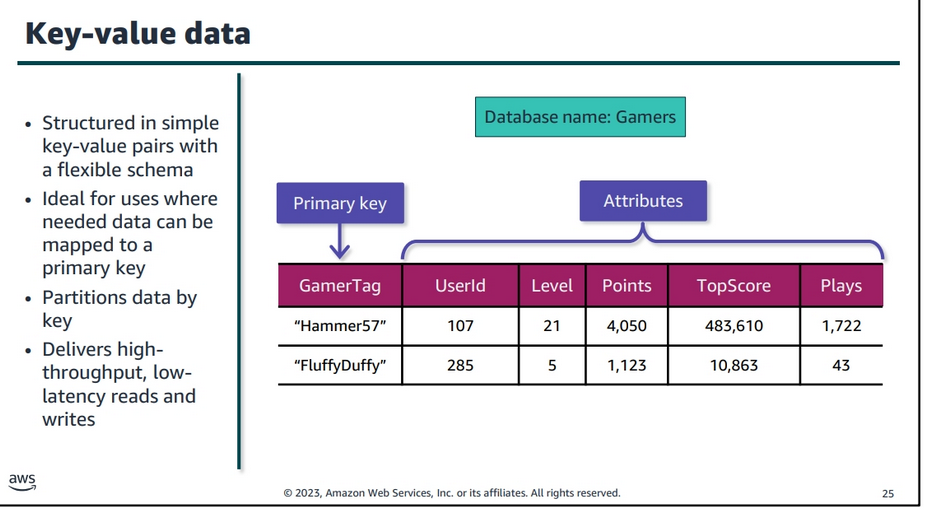 Key-value data
• Structured in simple
key-value pairs with
a flexible schema
• Ideal for uses where
needed data can be
mapped to a
primary key
• Partitions data by
key
• Delivers high-
throughput, low-
latency reads and
writes
Database name: Gamers
Primary key
Attributes
GamerTag UserId Level Points TopScore Plays
“Hammer57” 107 21 4,050 483,610 1,722
“FluffyDuffy” 285 5 1,123 10,863 43
aws
© 2023, Amazon Web Services, Inc. or its affiliates. All rights reserved.
25